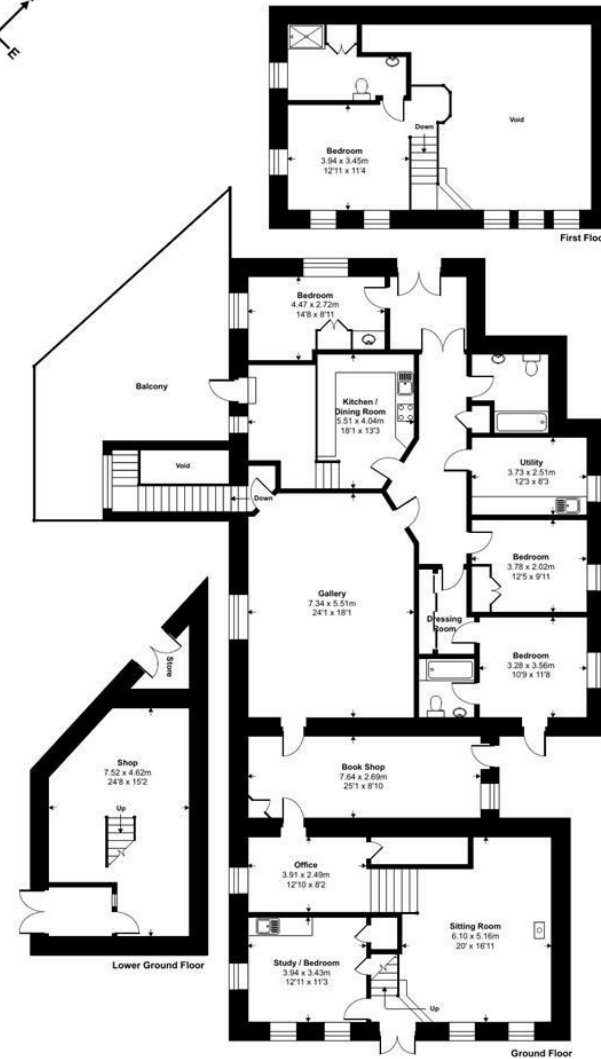 E
Bedroom
3.94 x 3.45m
12'11 x 11'4
Down
Void
First Floo
Bedroom
4.47 x 2.72m
14'8 x 8'11
Balcony
Kitchen /
Dining Room
5.51 x 4.04m
18'1 x 13'3
Void
Down
Utility
3.73 x 2.51m
12'3 x 8'3
Bedroom
3.78 x 2.02m
12'5 x 9'11
Gallery
7.34 x 5.51m
24'1 x 18'1
Dressing
Room
Bedroom
3.28 x 3.56m
10'9 x 11'8
Store
Shop
7.52 x 4.62m
24'8 x 15'2
Up
Lower Ground Floor
Book Shop
7.64 x 2.69m
25'1 x 8'10
Office
3.91 x 2.49m
12'10 x 8'2
Sitting Room
6.10 x 5.16m
20' x 16'11
Study / Bedroom
3.94 x 3.43m
12'11 x 11'3
Up
Ground Floor